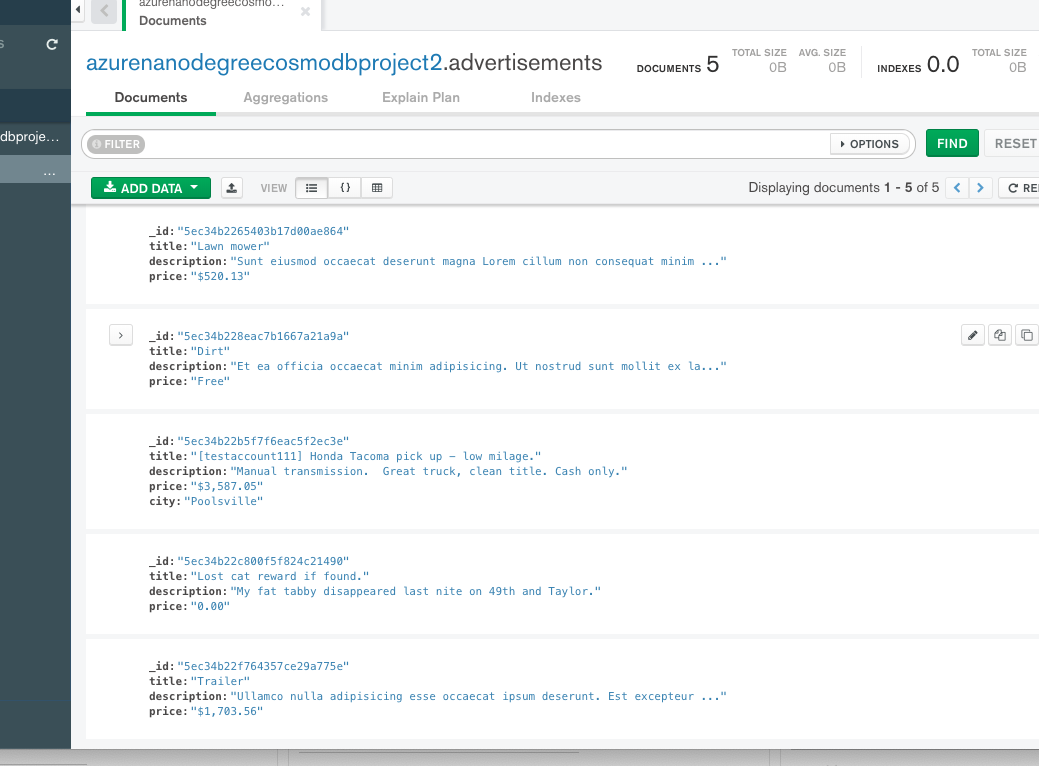 azurenanodegreecosmo...
Documents
s
azurenanodegreecosmodbproject2.advertisements
DOCUMENTS 5
TOTAL SIZE 0B
AVG. SIZE 0B
INDEXES 0.0
TOTAL SIZE 0B
Documents Aggregations Explain Plan Indexes
dbproje...
FILTER
OPTIONS
FIND
RESET
...
ADD DATA
VIEW
{}
Displaying documents 1 - 5 of 5
RE
_id: "5ec34b2265403b17d00ae864"
title: "Lawn mower"
description: "Sunt eiusmod occaecat deserunt magna Lorem cillum non consequat minim ..."
price: "$520.13"
_id: "5ec34b228eac7b1667a21a9a"
title: "Dirt"
description: "Et ea officia occaecat minim adipisicing. Ut nostrud sunt mollit ex la..."
price: "Free"
_id: "5ec34b22b5f7f6eac5f2ec3e"
title: "[testaccount111] Honda Tacoma pick up – low milage."
description: "Manual transmission.  Great truck, clean title. Cash only."
price: "$3,587.05"
city: "Poolsville"
_id: "5ec34b22c800f5f824c21490"
title: "Lost cat reward if found."
description: "My fat tabby disappeared last nite on 49th and Taylor."
price: "0.00"
_id: "5ec34b22f764357ce29a775e"
title: "Trailer"
description: "Ullamco nulla adipisicing esse occaecat ipsum deserunt. Est excepteur ..."
price: "$1,703.56"